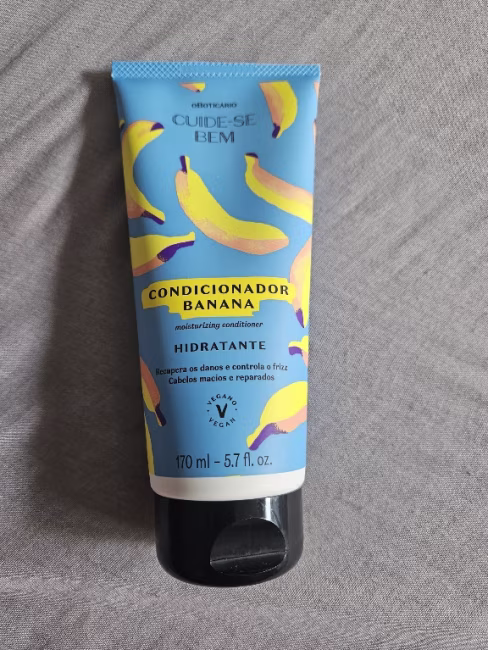 oBOTICÁRIO
CUIDE-SE
BEM
CONDICIONADOR
BANANA
moisturizing conditioner
HIDRATANTE
Recupera os danos e controla o frizz
Cabelos macios e reparados
VEGANO
V
VEGAN
170 ml – 5.7 fl. oz.